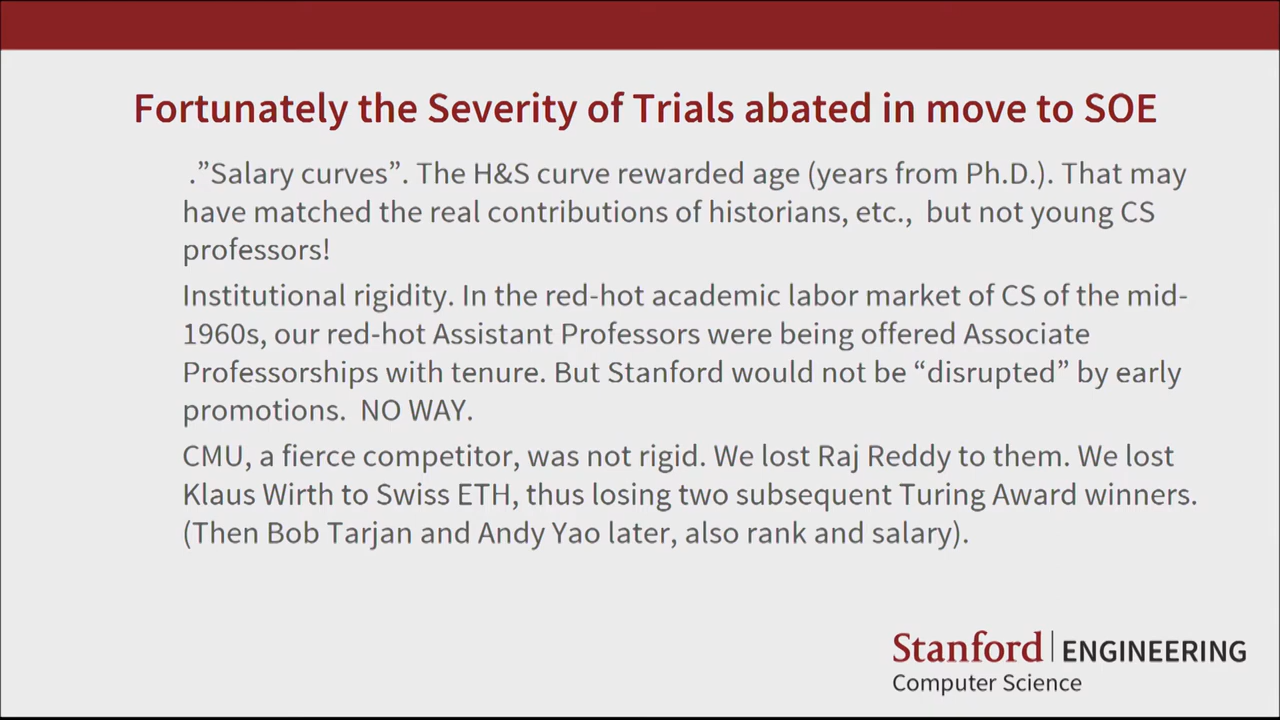 Fortunately the Severity of Trials abated in move to SOE
.”Salary curves”. The H&S curve rewarded age (years from Ph.D.). That may
have matched the real contributions of historians, etc.,  but not young CS
professors!
Institutional rigidity. In the red-hot academic labor market of CS of the mid-
1960s, our red-hot Assistant Professors were being offered Associate
Professorships with tenure. But Stanford would not be “disrupted” by early
promotions.  NO WAY.
CMU, a fierce competitor, was not rigid. We lost Raj Reddy to them. We lost
Klaus Wirth to Swiss ETH, thus losing two subsequent Turing Award winners.
(Then Bob Tarjan and Andy Yao later, also rank and salary).
Stanford | ENGINEERING
Computer Science